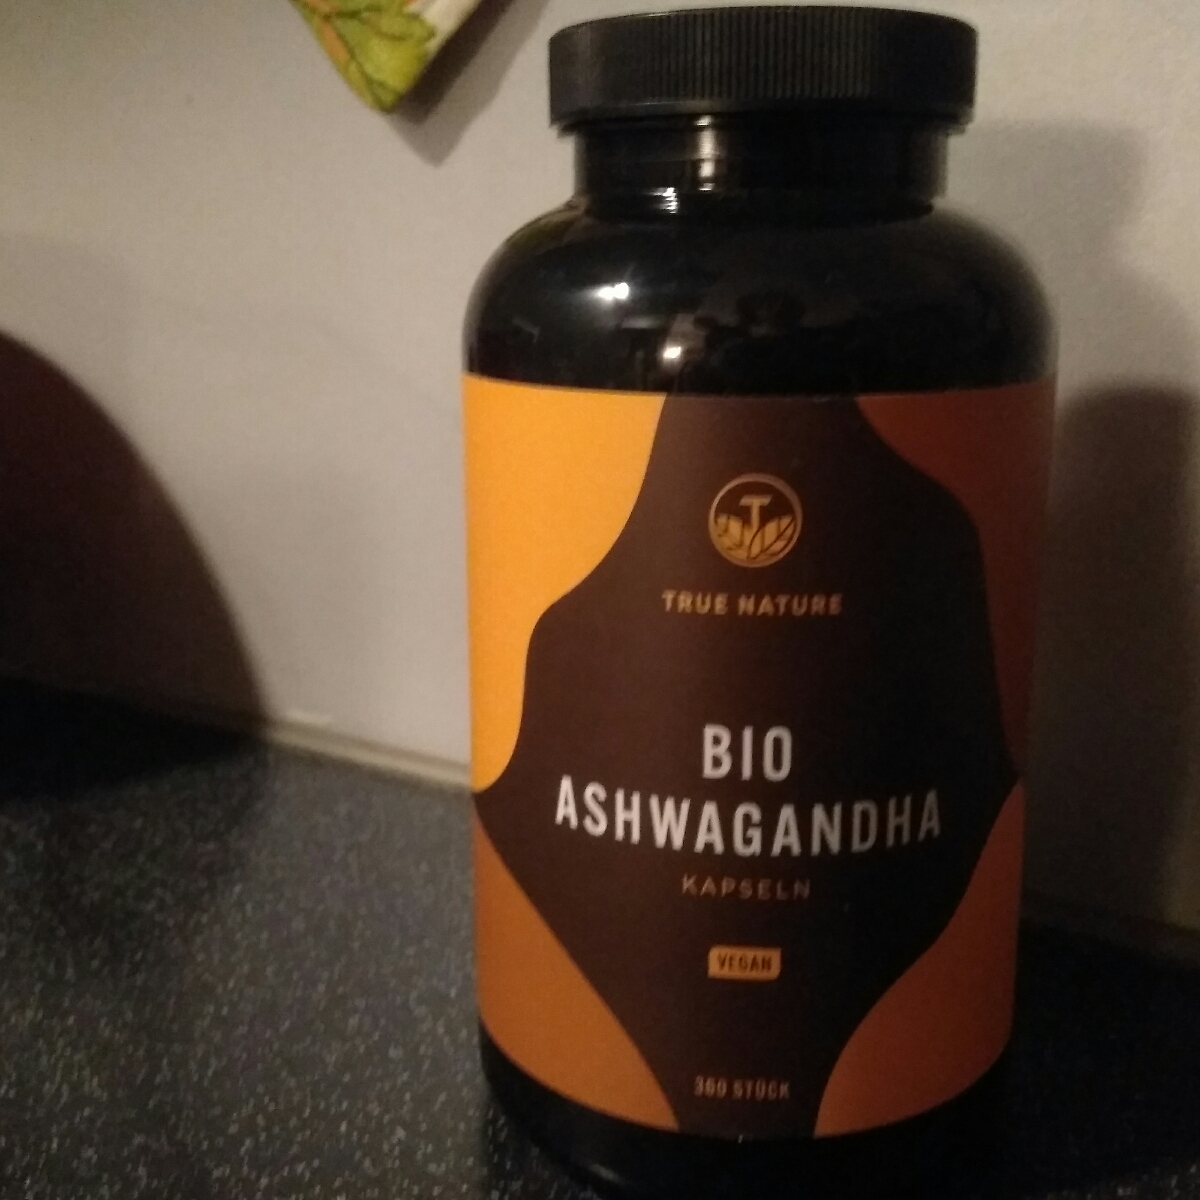 T
TRUE NATURE
BIO
ASHWAGANDHA
KAPSELN
VEGAN
360 STÜCK